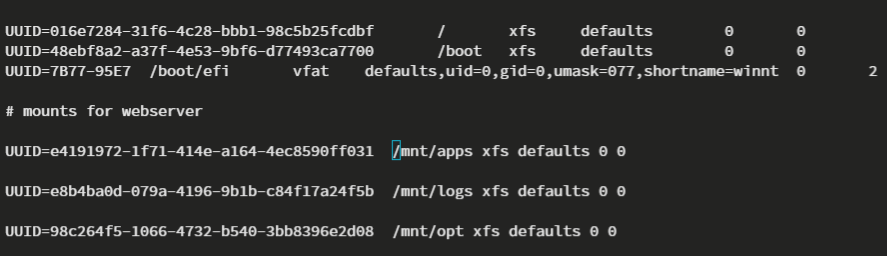 UUID=016e7284-31f6-4c28-bbb1-98c5b25fcdbf / xfs defaults 0 0
UUID=48ebf8a2-a37f-4e53-9bf6-d77493ca7700 /boot xfs defaults 0 0
UUID=7B77-95E7 /boot/efi vfat defaults,uid=0,gid=0,umask=077,shortname=winnt 0 2
# mounts for webserver
UUID=e4191972-1f71-414e-a164-4ec8590ff031 /mnt/apps xfs defaults 0 0
UUID=e8b4ba0d-079a-4196-9b1b-c84f17a24f5b /mnt/logs xfs defaults 0 0
UUID=98c264f5-1066-4732-b540-3bb8396e2d08 /mnt/opt xfs defaults 0 0